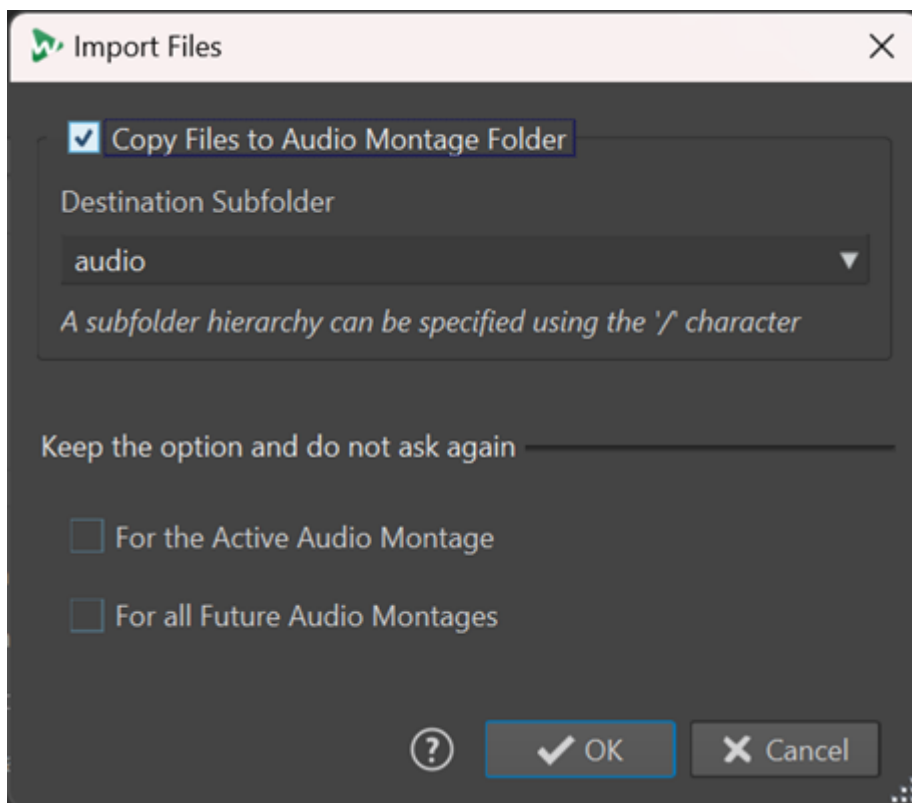 Import Files
Copy Files to Audio Montage Folder
Destination Subfolder
audio
A subfolder hierarchy can be specified using the '/' character
Keep the option and do not ask again
For the Active Audio Montage
For all Future Audio Montages
? OK Cancel